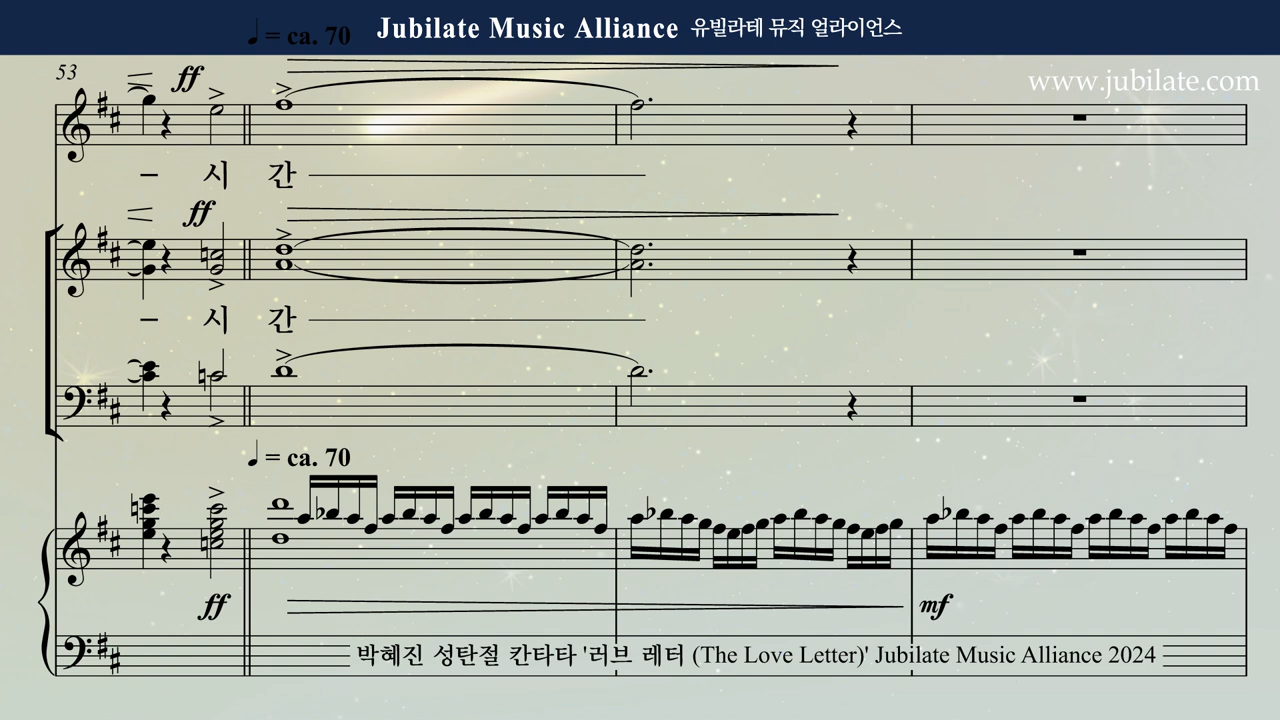 ♩ = ca. 70 Jubilate Music Alliance 유빌라테 뮤직 얼라이언스
www.jubilate.com
53 ff
– 시 간
ff
– 시 간
♩ = ca. 70
ff mf
박혜진 성탄절 칸타타 '러브 레터 (The Love Letter)' Jubilate Music Alliance 2024